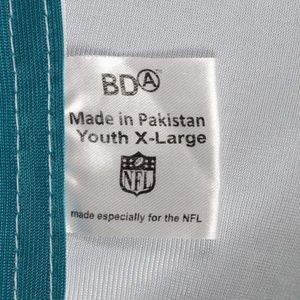 BDA
Made in Pakistan
Youth X-Large
NFL
made especially for the NFL